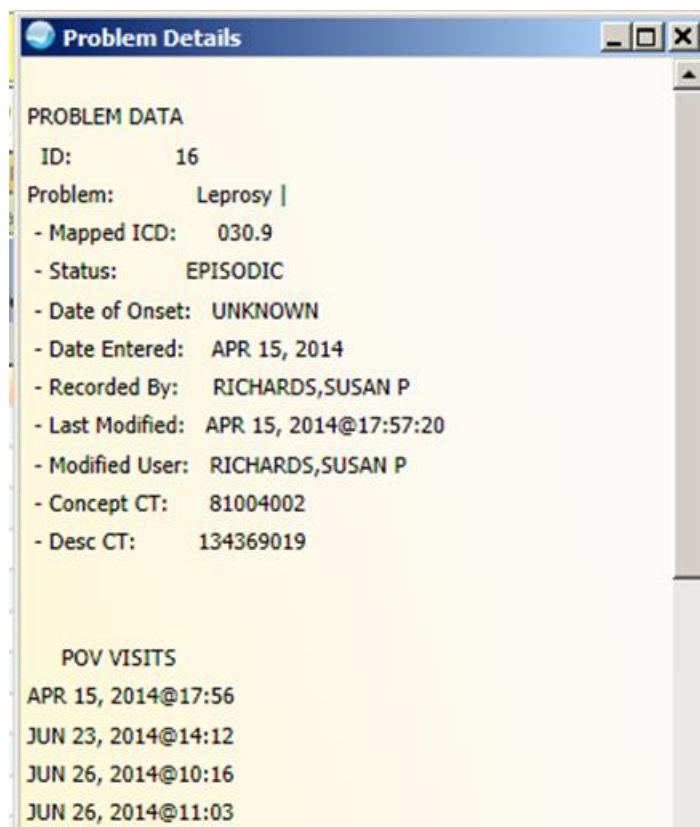 Problem Details
PROBLEM DATA
ID: 16
Problem: Leprosy |
- Mapped ICD: 030.9
- Status: EPISODIC
- Date of Onset: UNKNOWN
- Date Entered: APR 15, 2014
- Recorded By: RICHARDS,SUSAN P
- Last Modified: APR 15, 2014@17:57:20
- Modified User: RICHARDS,SUSAN P
- Concept CT: 81004002
- Desc CT: 134369019
POV VISITS
APR 15, 2014@17:56
JUN 23, 2014@14:12
JUN 26, 2014@10:16
JUN 26, 2014@11:03